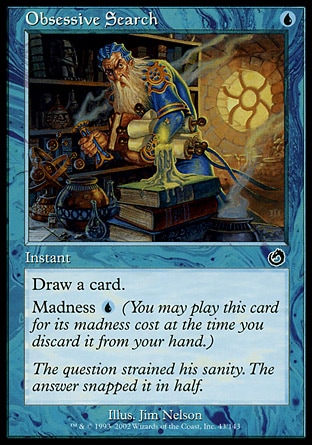 Obsessive Search
Instant
Draw a card.
Madness (You may play this card
for its madness cost at the time you
discard it from your hand.)
The question strained his sanity. The
answer snapped it in half.
Illus. Jim Nelson
™ & © 1993–2002 Wizards of the Coast, Inc. 43/143